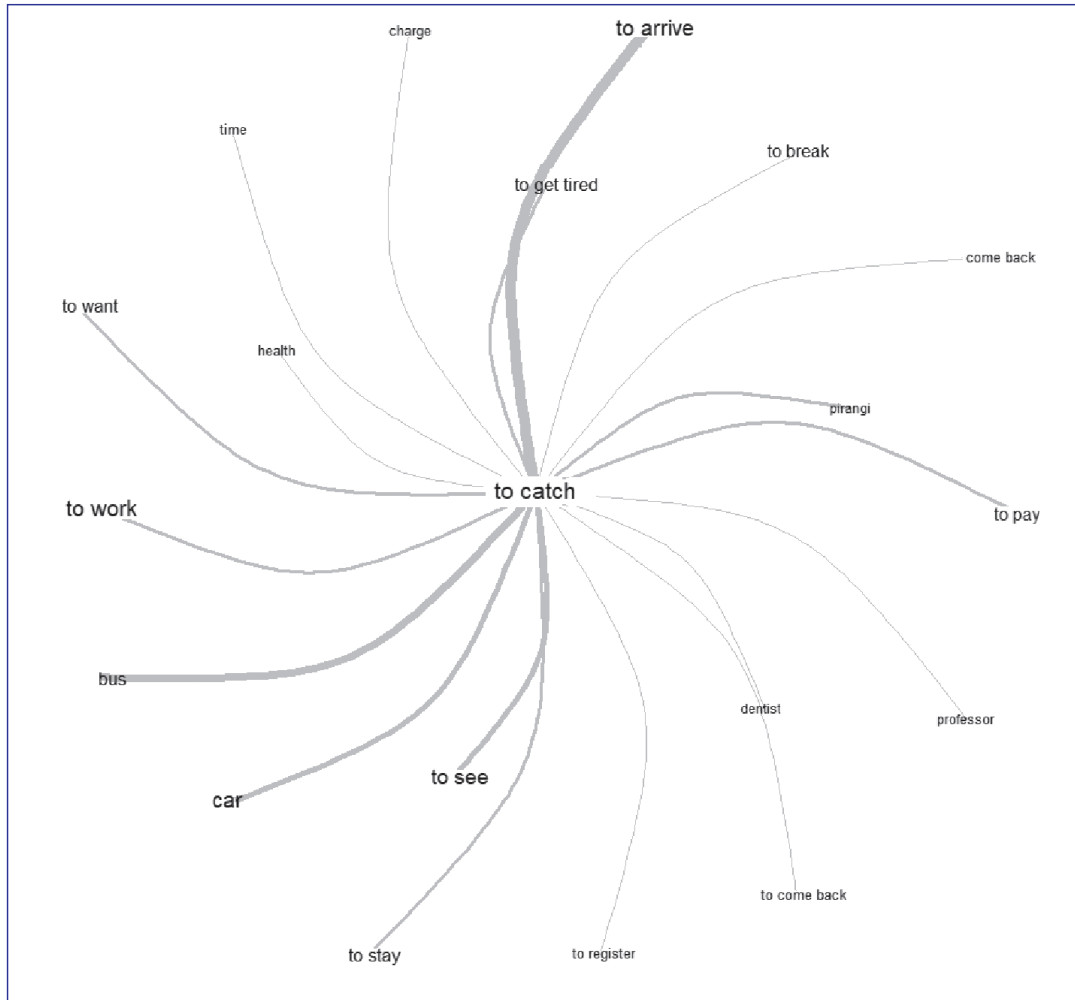 to arrive
charge
time
to break
to get tired
come back
to want
health
pirangi
to catch
to work
to pay
bus
dentist
professor
to see
car
to come back
to stay
to register